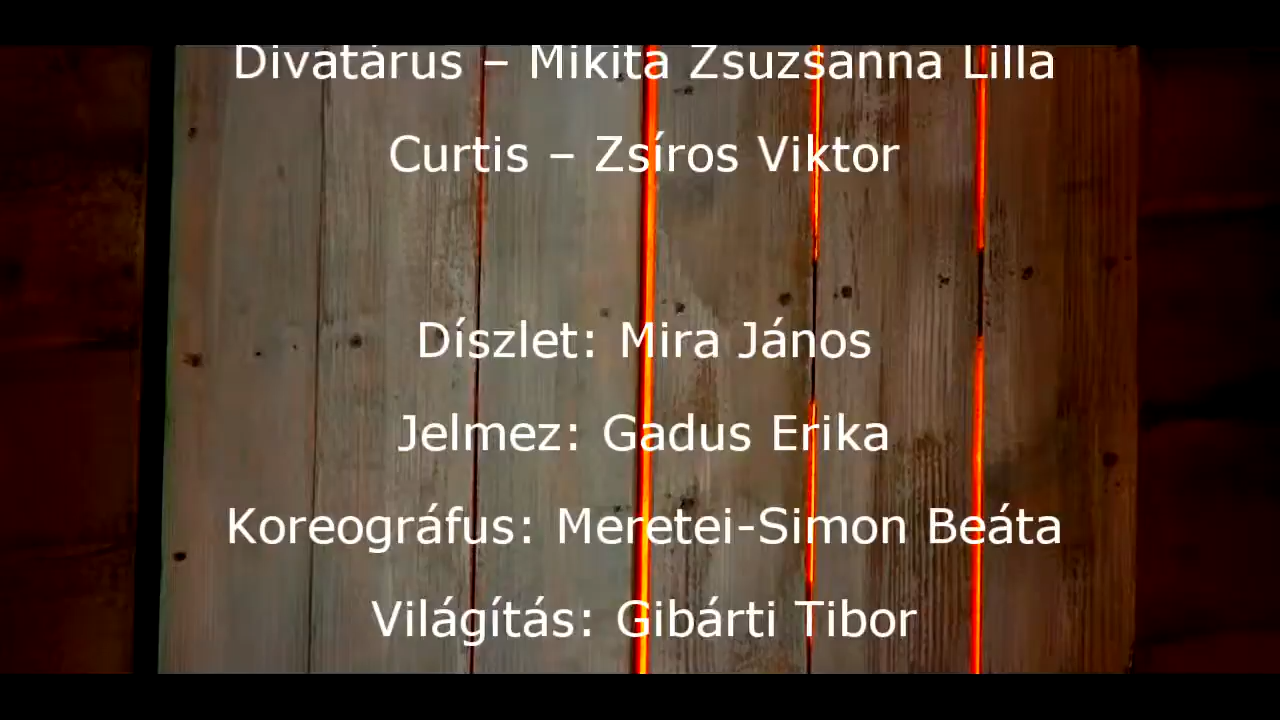 Divatárus – Mikita Zsuzsanna Lilla
Curtis – Zsíros Viktor
Díszlet: Mira János
Jelmez: Gadus Erika
Koreográfus: Meretei-Simon Beáta
Világítás: Gibárti Tibor